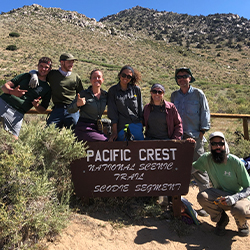 PACIFIC CREST
NATIONAL SCENIC
TRAIL
SCODIE SEGMENT